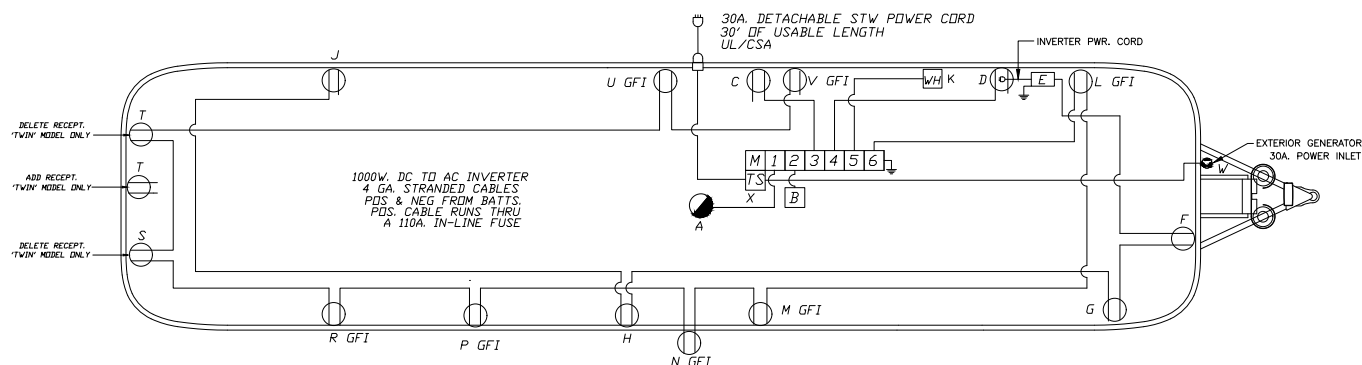 30A. DETACHABLE STW POWER CORD
30' OF USABLE LENGTH
UL/CSA
INVERTER PWR. CORD
J
U GFI
C
V GFI
WH K
D
E
L GFI
DELETE RECEPT.
'TWIN' MODEL ONLY
T
ADD RECEPT.
'TWIN' MODEL ONLY
T
DELETE RECEPT.
'TWIN' MODEL ONLY
S
1000W. DC TO AC INVERTER
4 GA. STRANDED CABLES
POS & NEG FROM BATTS.
POS. CABLE RUNS THRU
A 110A. IN-LINE FUSE
M 1 2 3 4 5 6
TS
X
B
A
EXTERIOR GENERATOR
30A. POWER INLET
W
F
G
R GFI
P GFI
H
N GFI
M GFI